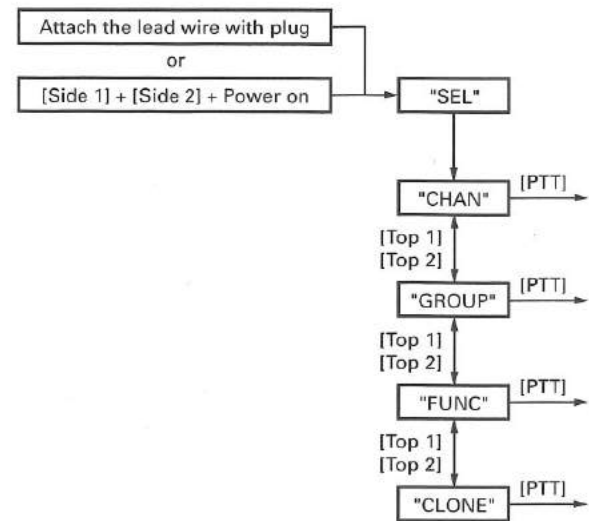 Attach the lead wire with plug
or
[Side 1] + [Side 2] + Power on
"SEL"
"CHAN"
[PTT]
[Top 1]
[Top 2]
"GROUP"
[PTT]
[Top 1]
[Top 2]
"FUNC"
[PTT]
[Top 1]
[Top 2]
"CLONE"
[PTT]